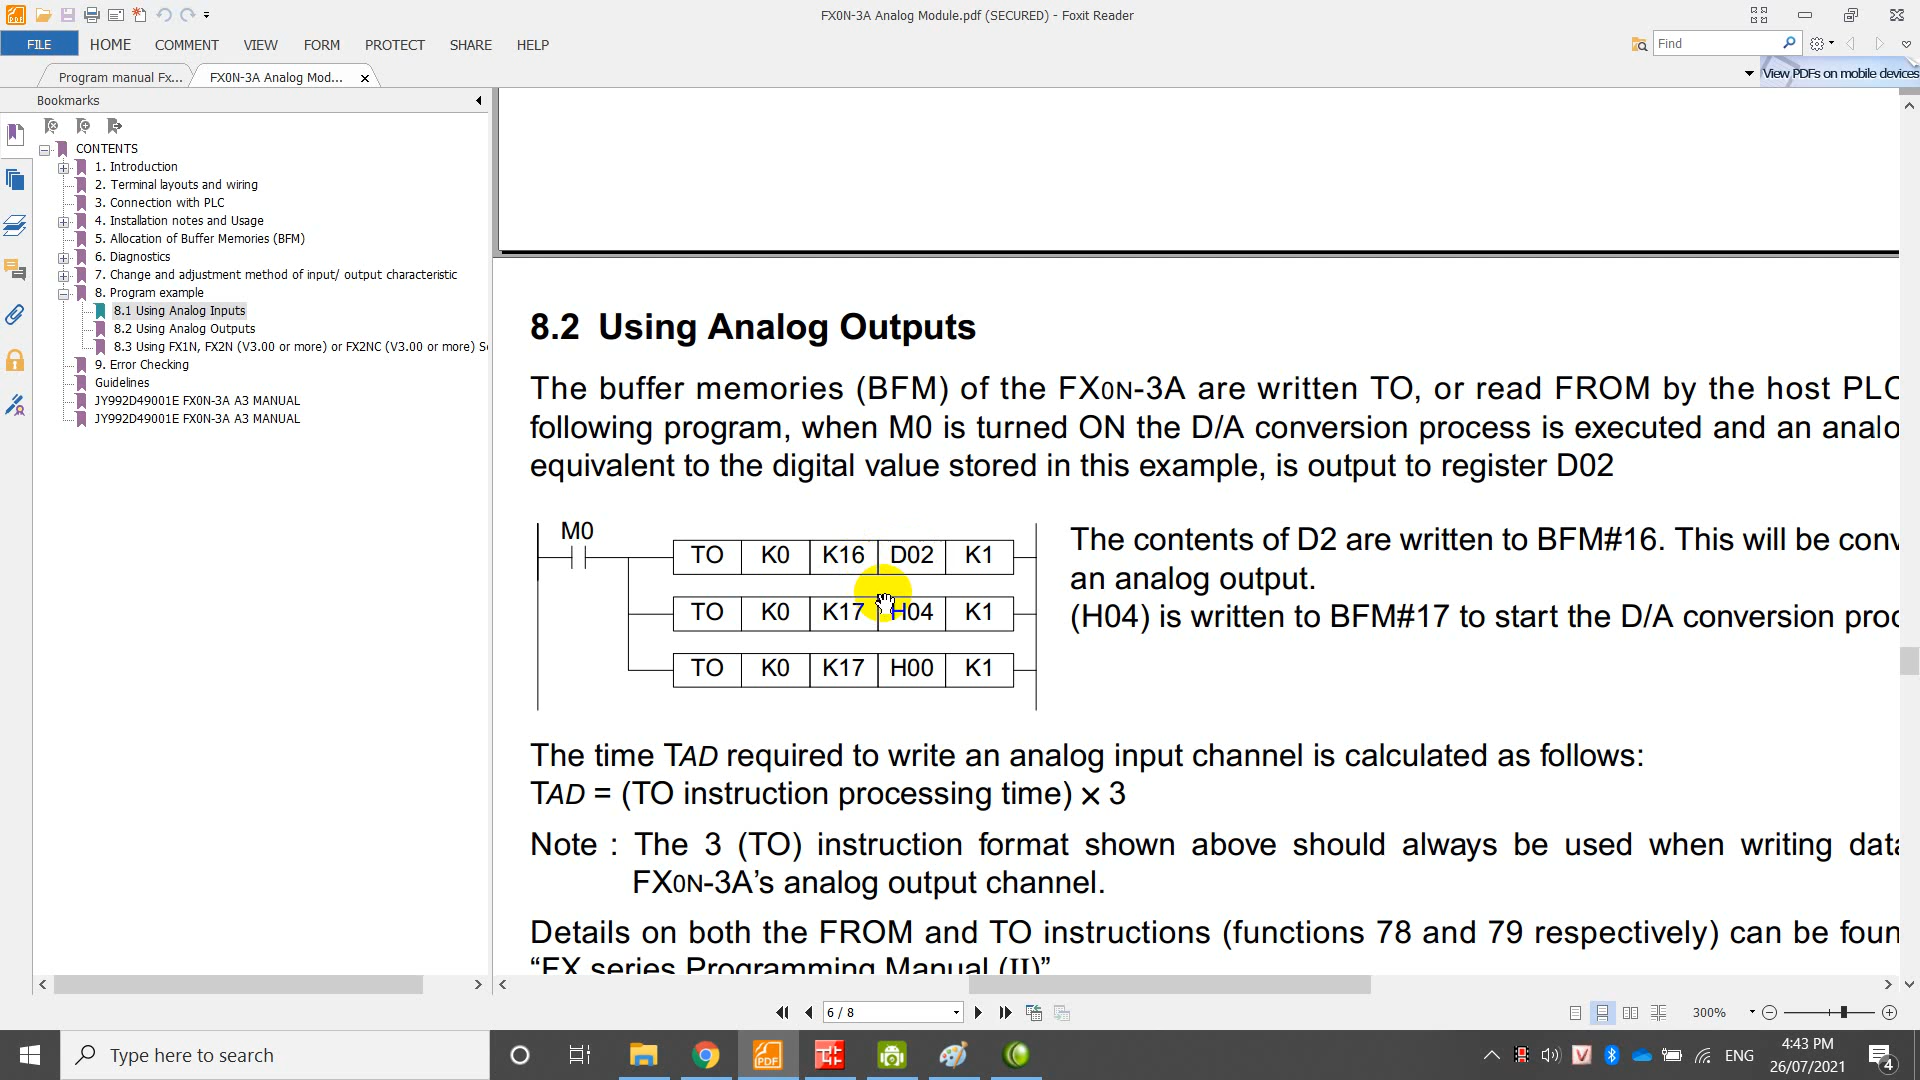 FX0N-3A Analog Module.pdf (SECURED) - Foxit Reader
FILE HOME COMMENT VIEW FORM PROTECT SHARE HELP
Find
Program manual Fx...
FX0N-3A Analog Mod... x
View PDFs on mobile devices
Bookmarks
CONTENTS
1. Introduction
2. Terminal layouts and wiring
3. Connection with PLC
4. Installation notes and Usage
5. Allocation of Buffer Memories (BFM)
6. Diagnostics
7. Change and adjustment method of input/ output characteristic
8. Program example
8.1 Using Analog Inputs
8.2 Using Analog Outputs
8.3 Using FX1N, FX2N (V3.00 or more) or FX2NC (V3.00 or more) S
9. Error Checking
Guidelines
JY992D49001E FX0N-3A A3 MANUAL
JY992D49001E FX0N-3A A3 MANUAL
8.2 Using Analog Outputs
The buffer memories (BFM) of the FX0N-3A are written TO, or read FROM by the host PLC
following program, when M0 is turned ON the D/A conversion process is executed and an analo
equivalent to the digital value stored in this example, is output to register D02
M0
TO K0 K16 D02 K1
TO K0 K17 H04 K1
TO K0 K17 H00 K1
The contents of D2 are written to BFM#16. This will be conv
an analog output.
(H04) is written to BFM#17 to start the D/A conversion proc
The time TAD required to write an analog input channel is calculated as follows:
TAD = (TO instruction processing time) × 3
Note : The 3 (TO) instruction format shown above should always be used when writing data
FX0N-3A’s analog output channel.
Details on both the FROM and TO instructions (functions 78 and 79 respectively) can be foun
“FX series Programming Manual (II)”
6 / 8
300%
Type here to search
PDF
ENG
4:43 PM
26/07/2021
4